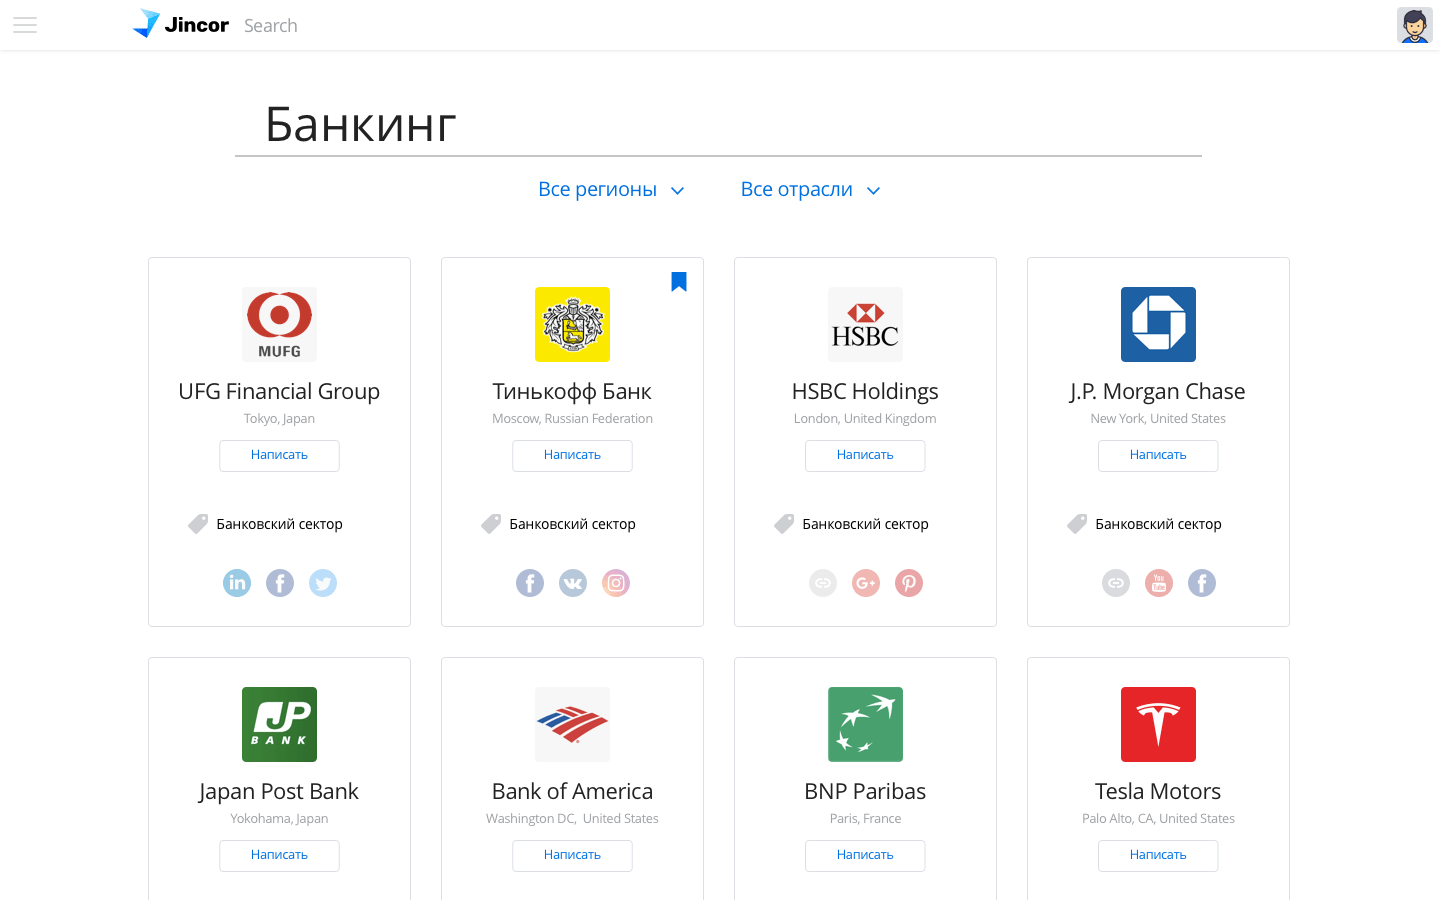 Jincor Search
Банкинг
Все регионы Все отрасли
MUFG
HSBC
UFG Financial Group
Tokyo, Japan
Написать
Банковский сектор
in
Тинькофф Банк
Moscow, Russian Federation
Написать
Банковский сектор
HSBC Holdings
London, United Kingdom
Написать
Банковский сектор
G+
J.P. Morgan Chase
New York, United States
Написать
Банковский сектор
You
Tube
JP
BANK
Japan Post Bank
Yokohama, Japan
Написать
Bank of America
Washington DC, United States
Написать
BNP Paribas
Paris, France
Написать
Tesla Motors
Palo Alto, CA, United States
Написать